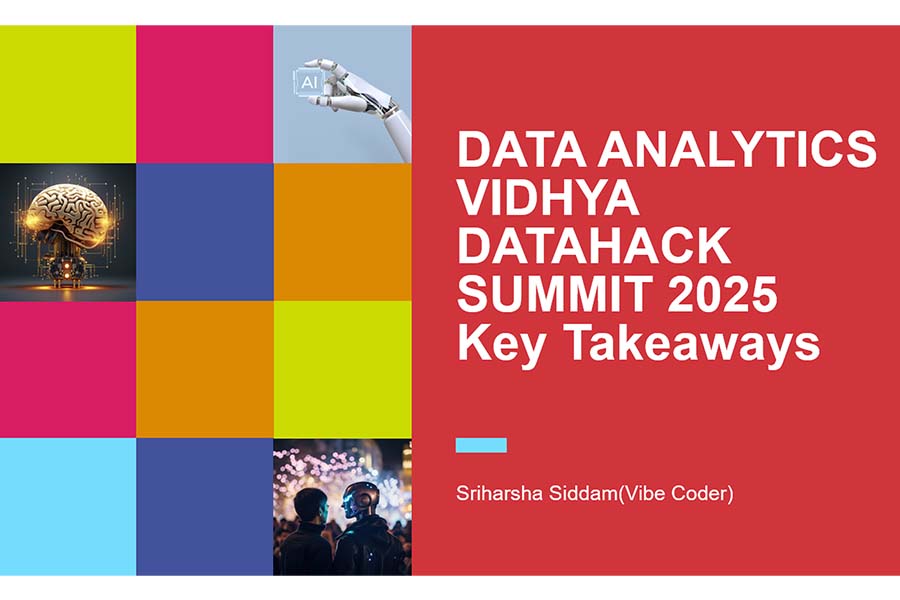 AI
DATA ANALYTICS
VIDHYA
DATAHACK
SUMMIT 2025
Key Takeaways
Sriharsha Siddam(Vibe Coder)